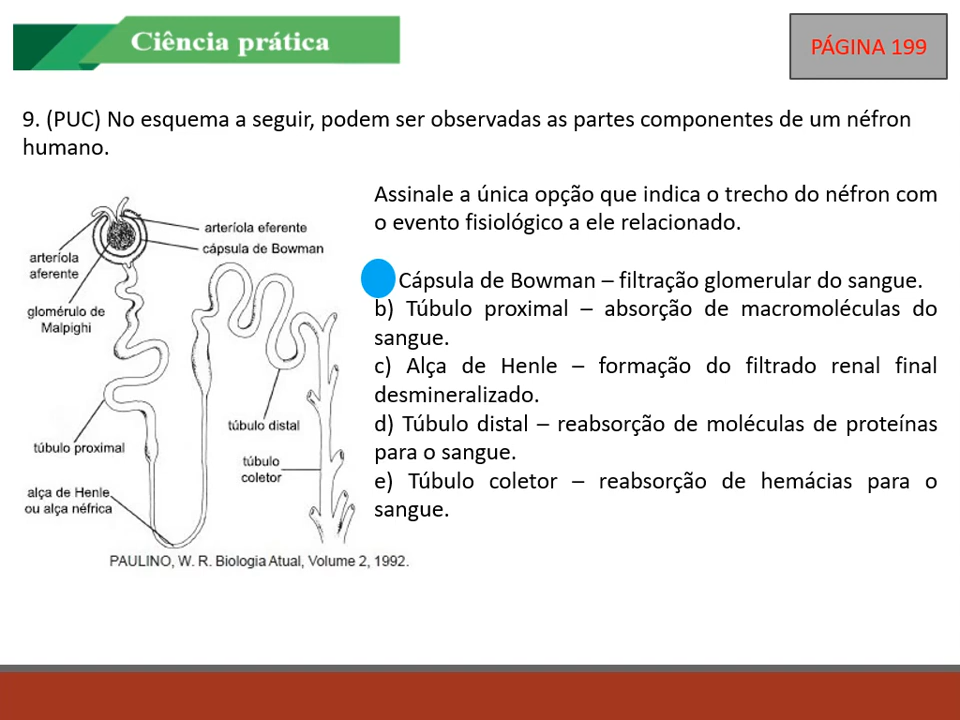 Ciência prática
PÁGINA 199
9. (PUC) No esquema a seguir, podem ser observadas as partes componentes de um néfron
humano.
Assinale a única opção que indica o trecho do néfron com
o evento fisiológico a ele relacionado.
Cápsula de Bowman – filtração glomerular do sangue.
b) Túbulo proximal – absorção de macromoléculas do
sangue.
c) Alça de Henle – formação do filtrado renal final
desmineralizado.
d) Túbulo distal – reabsorção de moléculas de proteínas
para o sangue.
e) Túbulo coletor – reabsorção de hemácias para o
sangue.
arteríola eferente
cápsula de Bowman
arteríola
aferente
glomérulo de
Malpighi
túbulo distal
túbulo proximal
túbulo
coletor
alça de Henle
ou alça néfrica
PAULINO, W. R. Biologia Atual, Volume 2, 1992.